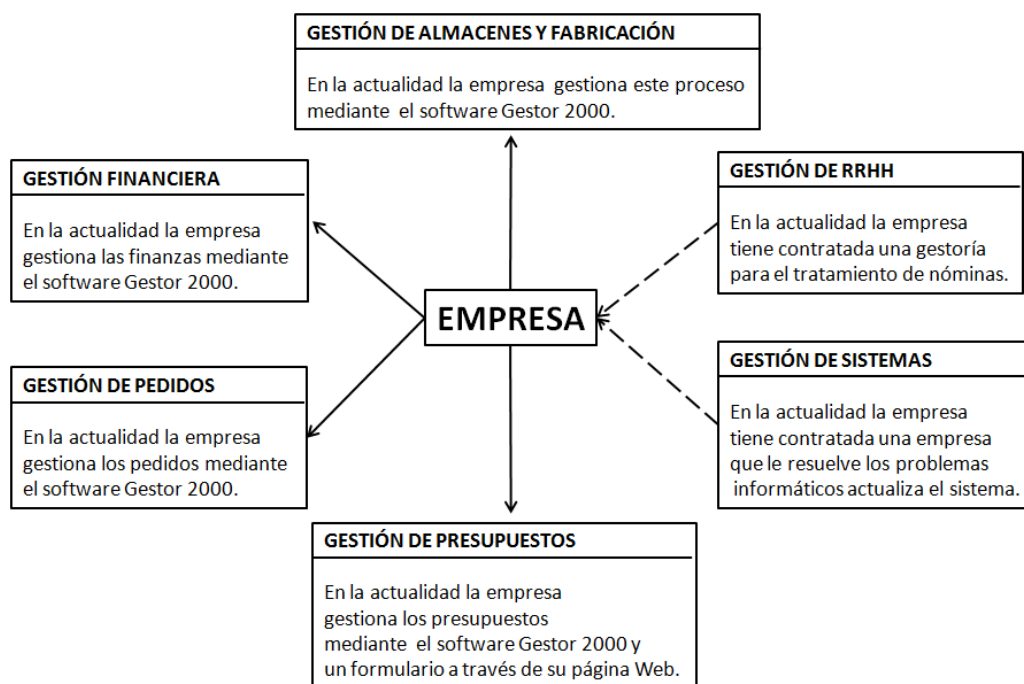 GESTIÓN DE ALMACENES Y FABRICACIÓN
En la actualidad la empresa gestiona este proceso
mediante el software Gestor 2000.
GESTIÓN FINANCIERA
En la actualidad la empresa
gestiona las finanzas mediante
el software Gestor 2000.
GESTIÓN DE RRHH
En la actualidad la empresa
tiene contratada una gestoría
para el tratamiento de nóminas.
EMPRESA
GESTIÓN DE PEDIDOS
En la actualidad la empresa
gestiona los pedidos mediante
el software Gestor 2000.
GESTIÓN DE SISTEMAS
En la actualidad la empresa
tiene contratada una empresa
que le resuelve los problemas
informáticos actualiza el sistema.
GESTIÓN DE PRESUPUESTOS
En la actualidad la empresa
gestiona los presupuestos
mediante el software Gestor 2000 y
un formulario a través de su página Web.